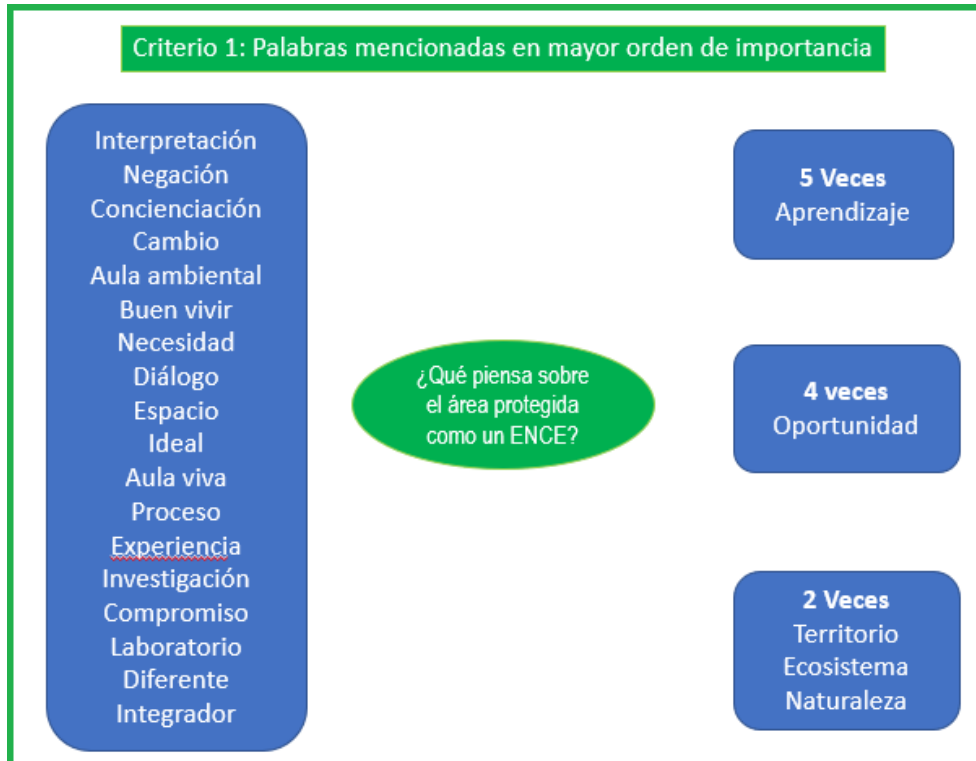 Criterio 1: Palabras mencionadas en mayor orden de importancia
Interpretación
Negación
Concienciación
Cambio
Aula ambiental
Buen vivir
Necesidad
Diálogo
Espacio
Ideal
Aula viva
Proceso
Experiencia
Investigación
Compromiso
Laboratorio
Diferente
Integrador
¿Qué piensa sobre
el área protegida
como un ENCE?
5 Veces
Aprendizaje
4 veces
Oportunidad
2 Veces
Territorio
Ecosistema
Naturaleza